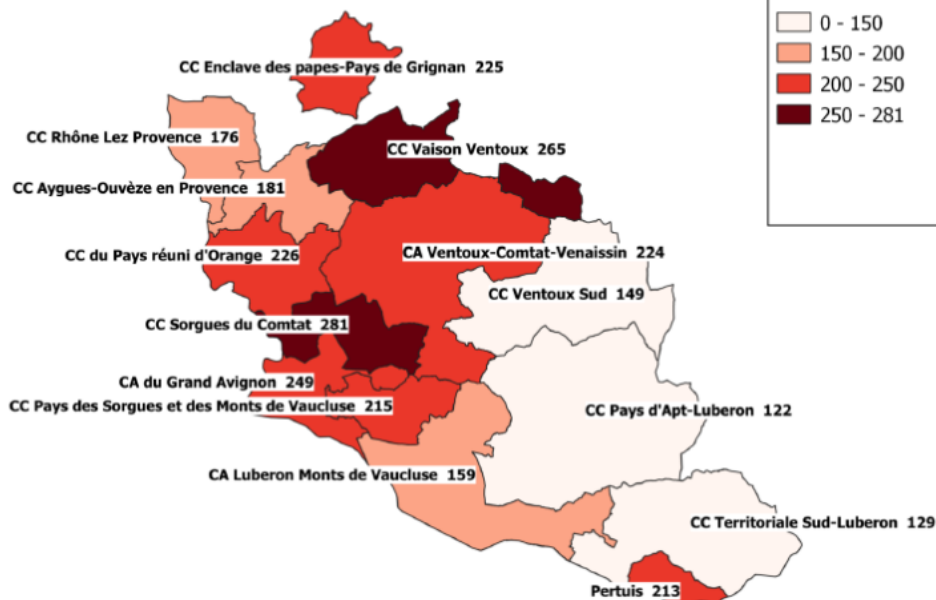 0 - 150
150 - 200
200 - 250
250 - 281
CC Enclave des papes-Pays de Grignan 225
CC Rhône Lez Provence 176
CC Vaison Ventoux 265
CC Aygues-Ouvèze en Provence 181
CC du Pays réuni d'Orange 226
CA Ventoux-Comtat-Venaissin 224
CC Ventoux Sud 149
CC Sorgues du Comtat 281
CA du Grand Avignon 249
CC Pays des Sorgues et des Monts de Vaucluse 215
CC Pays d'Apt-Luberon 122
CA Luberon Monts de Vaucluse 159
CC Territoriale Sud-Luberon 129
Pertuis 213